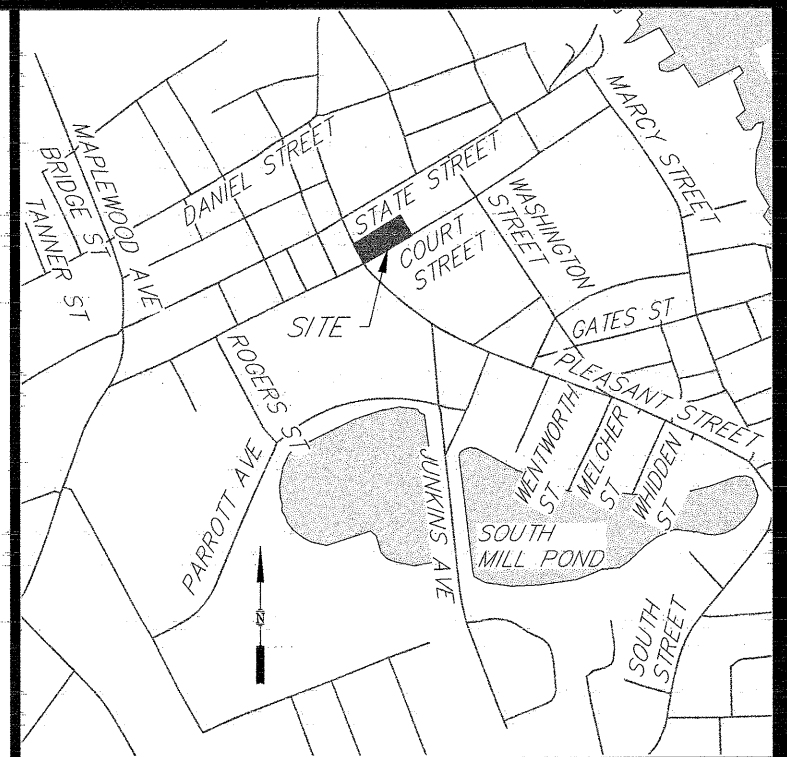 MAPLEWOOD AVE
BRIDGE ST
TANNER ST
DANIEL STREET
STATE STREET
COURT
STREET
WASHINGTON
STREET
MARCY STREET
SITE
GATES ST
PLEASANT STREET
ROGERS ST
PARROTT AVE
JUNKINS AVE
WENTWORTH
ST
MELCHER
ST
WHIDDEN
ST
SOUTH
MILL POND
SOUTH
STREET
N